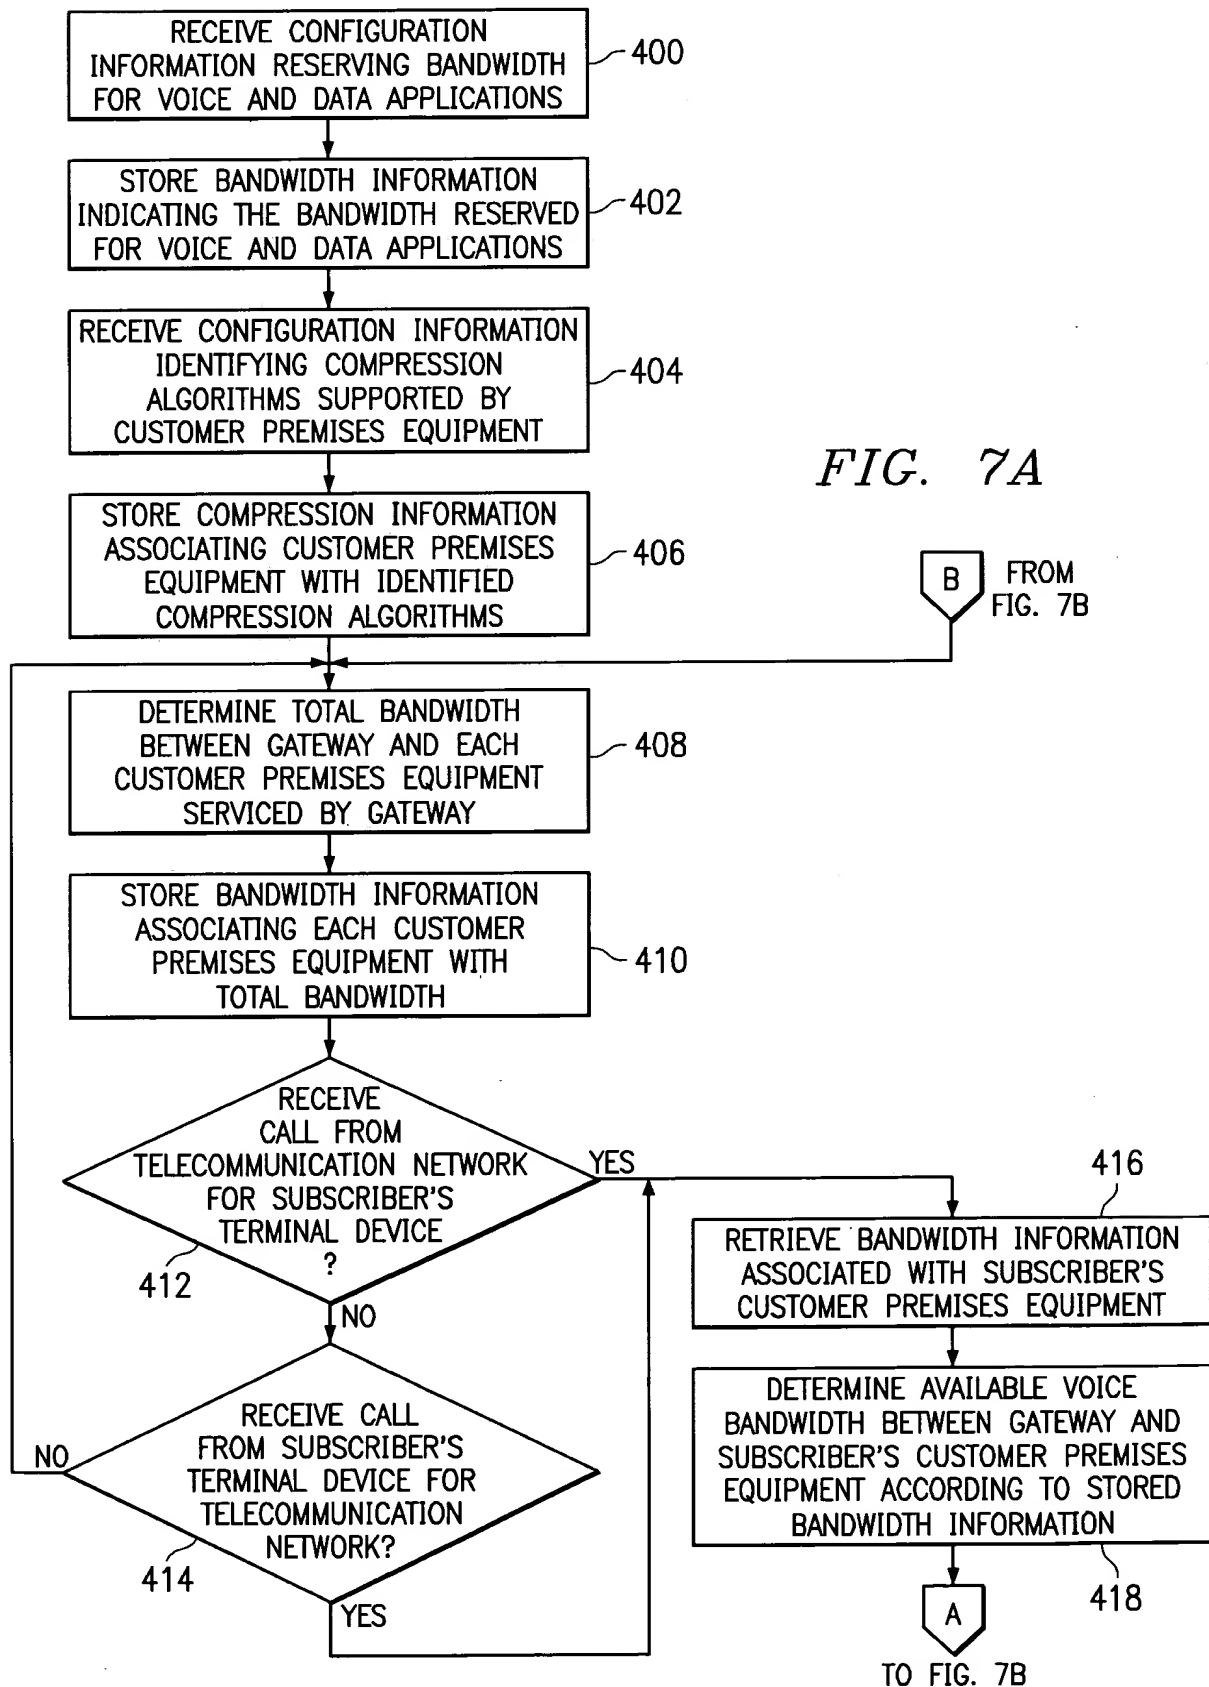 RECEIVE CONFIGURATION
INFORMATION RESERVING BANDWIDTH
FOR VOICE AND DATA APPLICATIONS
400
STORE BANDWIDTH INFORMATION
INDICATING THE BANDWIDTH RESERVED
FOR VOICE AND DATA APPLICATIONS
402
RECEIVE CONFIGURATION INFORMATION
IDENTIFYING COMPRESSION
ALGORITHMS SUPPORTED BY
CUSTOMER PREMISES EQUIPMENT
404
FIG. 7A
STORE COMPRESSION INFORMATION
ASSOCIATING CUSTOMER PREMISES
EQUIPMENT WITH IDENTIFIED
COMPRESSION ALGORITHMS
406
B
FROM
FIG. 7B
DETERMINE TOTAL BANDWIDTH
BETWEEN GATEWAY AND EACH
CUSTOMER PREMISES EQUIPMENT
SERVICED BY GATEWAY
408
STORE BANDWIDTH INFORMATION
ASSOCIATING EACH CUSTOMER
PREMISES EQUIPMENT WITH
TOTAL BANDWIDTH
410
RECEIVE
CALL FROM
TELECOMMUNICATION NETWORK
FOR SUBSCRIBER'S
TERMINAL DEVICE
?
YES
412
NO
RECEIVE CALL
FROM SUBSCRIBER'S
TERMINAL DEVICE FOR
TELECOMMUNICATION
NETWORK?
NO
414
YES
416
RETRIEVE BANDWIDTH INFORMATION
ASSOCIATED WITH SUBSCRIBER'S
CUSTOMER PREMISES EQUIPMENT
DETERMINE AVAILABLE VOICE
BANDWIDTH BETWEEN GATEWAY AND
SUBSCRIBER'S CUSTOMER PREMISES
EQUIPMENT ACCORDING TO STORED
BANDWIDTH INFORMATION
418
A
TO FIG. 7B